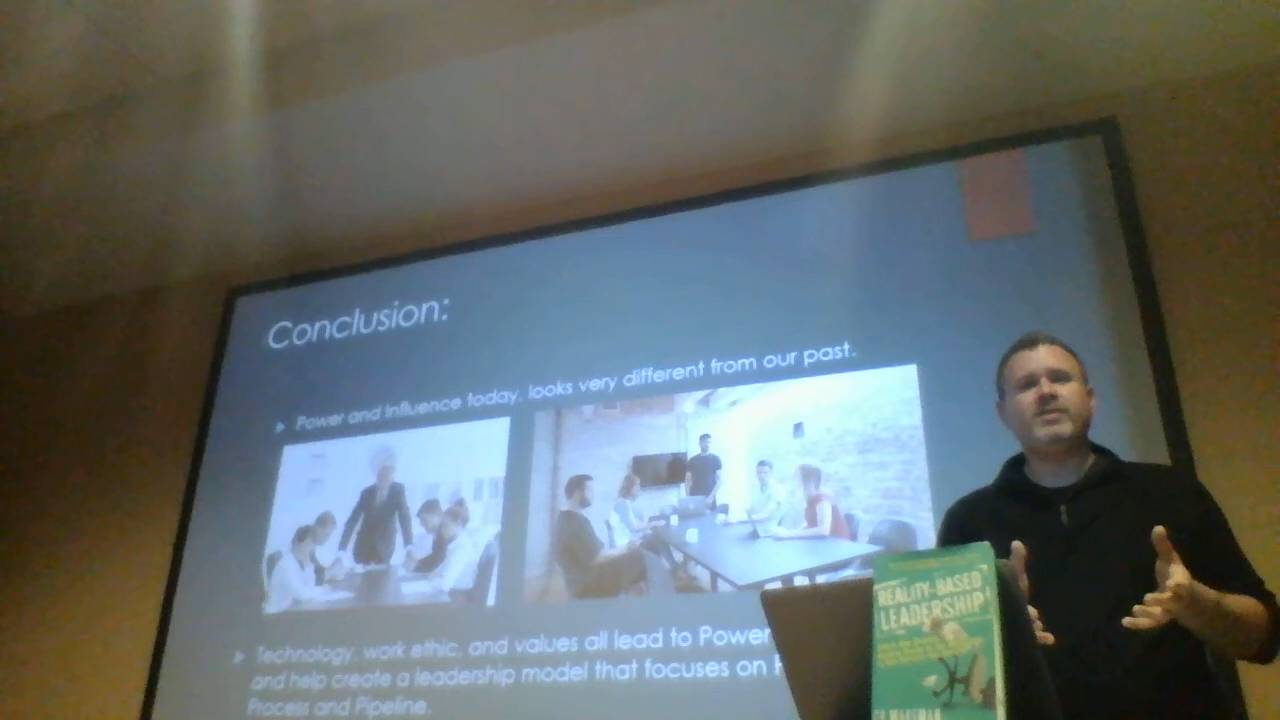 Conclusion:
Power and Influence today, looks very different from our past.
Technology, work ethic, and values all lead to Power
and help create a leadership model that focuses on
Process and Pipeline.
REALITY-BASED
LEADERSHIP